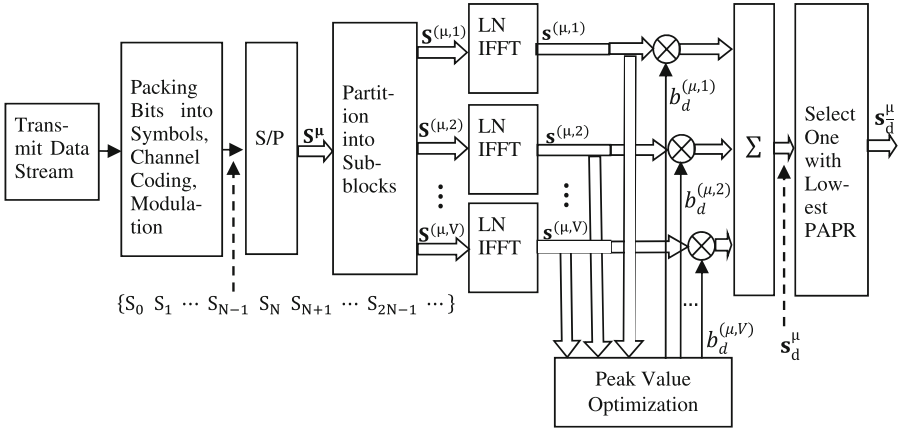 Trans-
mit Data
Stream
Packing
Bits into
Symbols,
Channel
Coding,
Modula-
tion
S/P
𝐒^μ
Partit-
ion
into
Sub-
blocks
𝐒^(μ,1)
𝐒^(μ,2)
⋮
𝐒^(μ,V)
LN
IFFT
LN
IFFT
LN
IFFT
𝐬^(μ,1)
𝐬^(μ,2)
⋮
𝐬^(μ,V)
b_d^(μ,1)
b_d^(μ,2)
...
b_d^(μ,V)
Σ
𝐬_d^μ
Select
One
with
Low-
est
PAPR
𝐬_d̅^μ
{S_0 S_1 ⋯ S_N−1 S_N S_N+1 ⋯ S_2N−1 ⋯}
Peak Value
Optimization